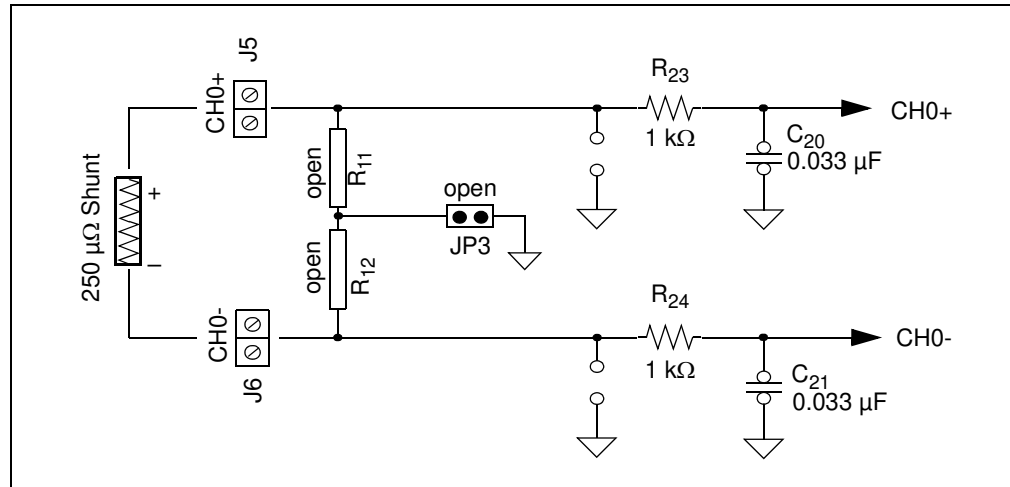 J5
CH0+
R23
1 kΩ
CH0+
C20
0.033 µF
open
R11
open
JP3
250 µΩ Shunt
+
–
open
R12
R24
1 kΩ
CH0-
CH0-
J6
C21
0.033 µF